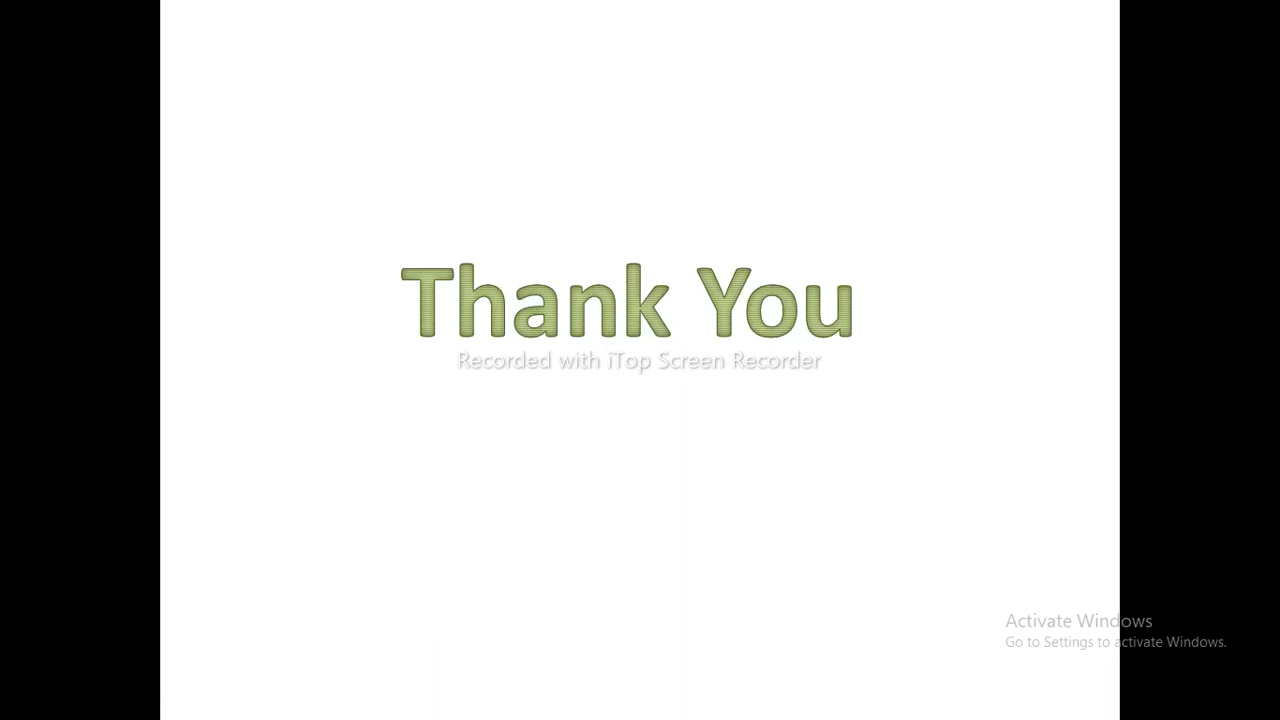 Thank You
Recorded with iTop Screen Recorder
Activate Windows
Go to Settings to activate Windows.